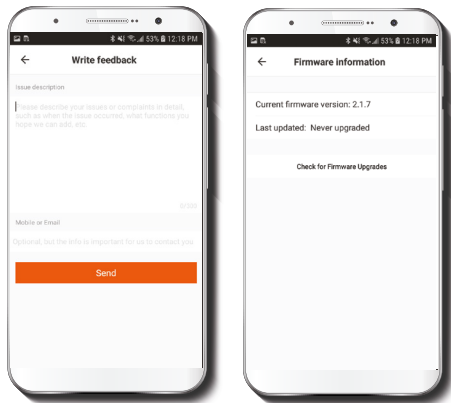 53% 12:18 PM
Write feedback
Issue description
Please describe your issues or complaints in detail,
such as when the issue occurred, what functions you
hope we can add, etc.
Mobile or Email
Optional, but the info is important for us to contact you
Send
53% 12:18 PM
Firmware information
Current firmware version: 2.1.7
Last updated: Never upgraded
Check for Firmware Upgrades